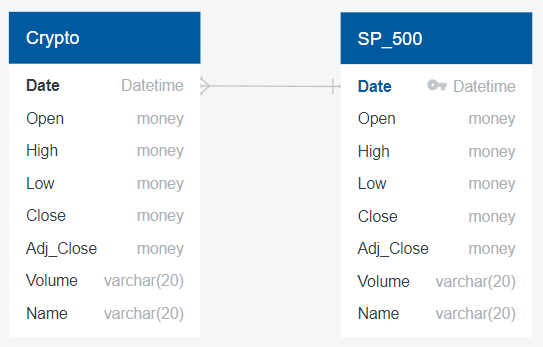 Crypto
Date Datetime
Open money
High money
Low money
Close money
Adj_Close money
Volume varchar(20)
Name varchar(20)
SP_500
Date Datetime
Open money
High money
Low money
Close money
Adj_Close money
Volume varchar(20)
Name varchar(20)